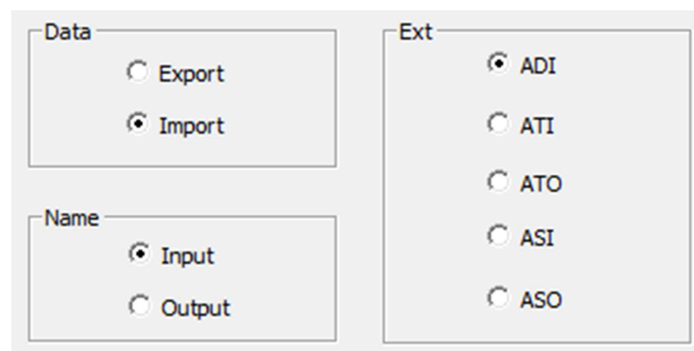 Data
Export
Import
Name
Input
Output
Ext
ADI
ATI
ATO
ASI
ASO